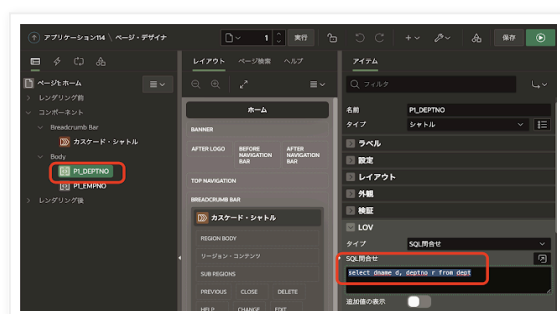 アプリケーション114 \ ページ・デザイナ
1
実行
保存
ページ1: ホーム
レンダリング前
コンポーネント
Breadcrumb Bar
カスケード・シャトル
Body
P1_DEPTNO
P1_EMPNO
レンダリング後
レイアウト ページ検索 ヘルプ
ホーム
BANNER
AFTER LOGO
BEFORE NAVIGATION BAR
AFTER NAVIGATION BAR
TOP NAVIGATION
BREADCRUMB BAR
カスケード・シャトル
REGION BODY
リージョン・コンテンツ
SUB REGIONS
PREVIOUS CLOSE DELETE
HELP CHANGE EDIT
アイテム
フィルタ
名前 P1_DEPTNO
タイプ シャトル
ラベル
設定
レイアウト
外観
検証
LOV
タイプ SQL問合せ
SQL問合せ
select dname d, deptno r from dept
追加値の表示